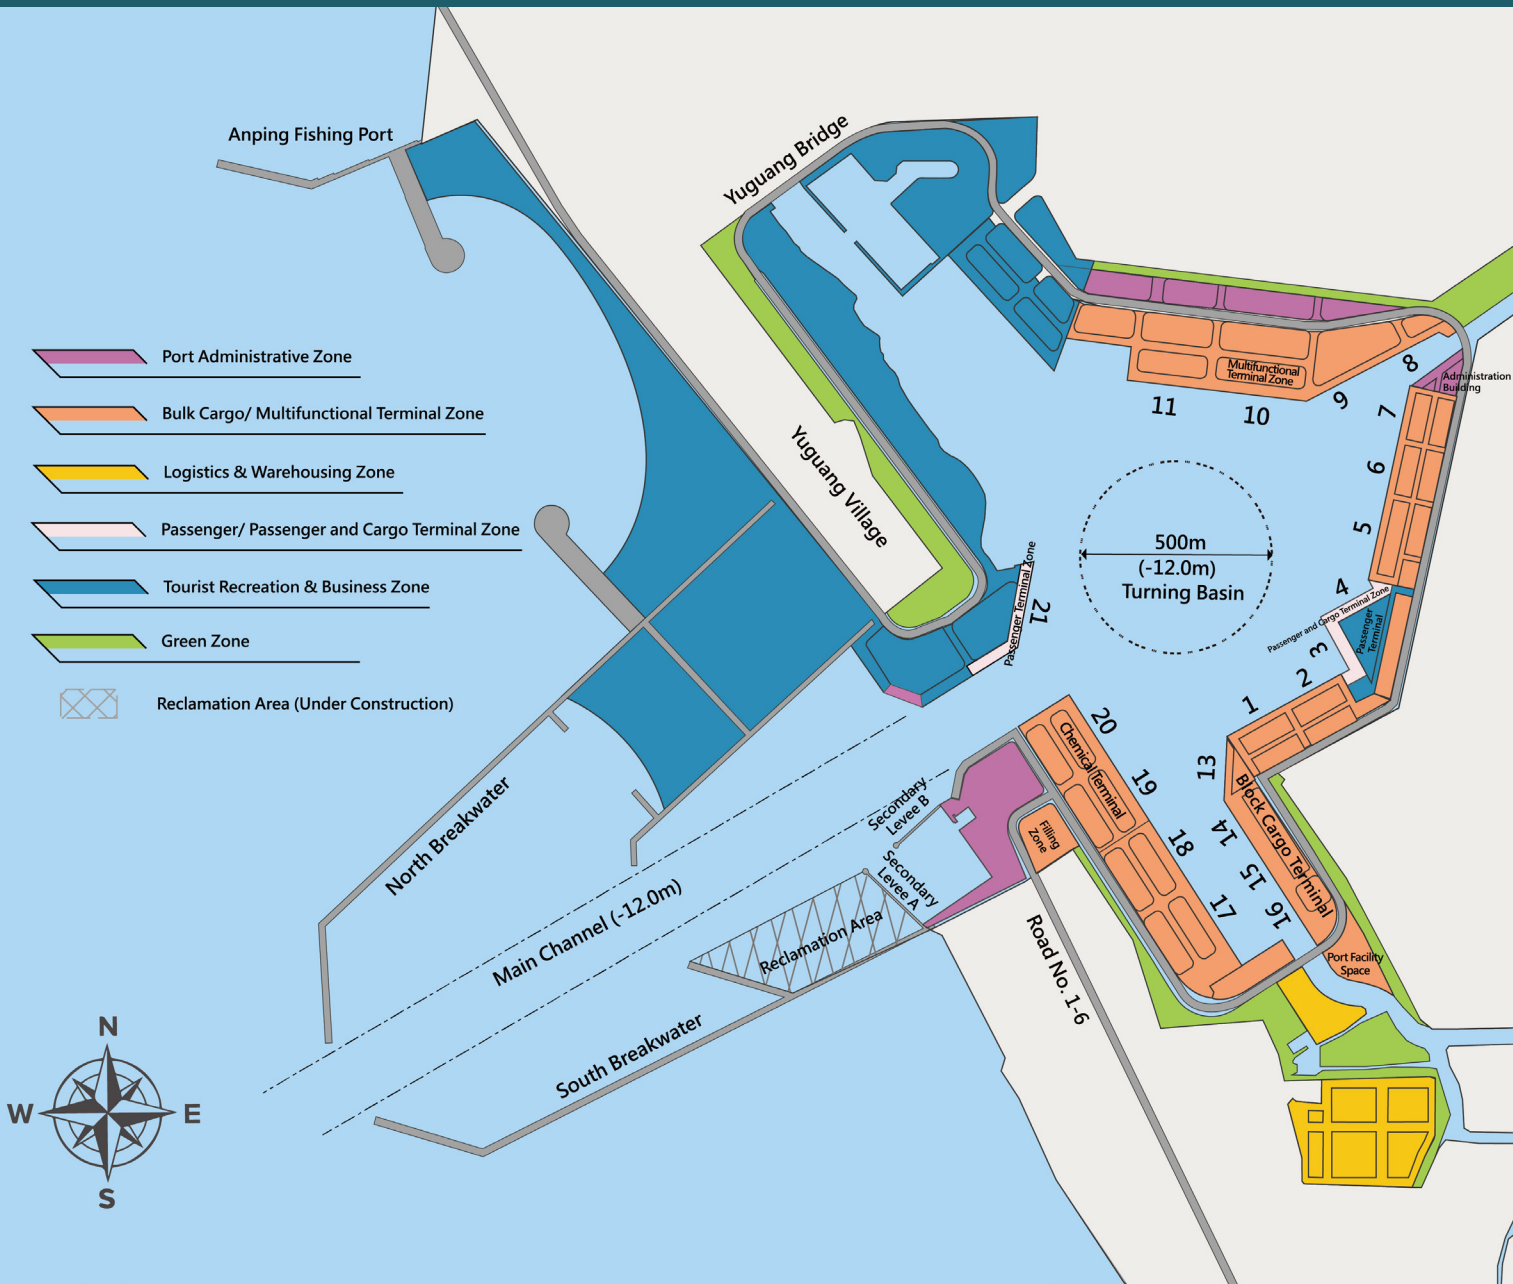 Anping Fishing Port
Yuguang Bridge
Port Administrative Zone
Bulk Cargo/ Multifunctional Terminal Zone
Logistics & Warehousing Zone
Passenger/ Passenger and Cargo Terminal Zone
Tourist Recreation & Business Zone
Green Zone
Reclamation Area (Under Construction)
Yuguang Village
Multifunctional
Terminal Zone
11
10
9
8
Administration
Building
7
6
5
4
Passenger and Cargo Terminal Zone
Passenger
Terminal
3
2
1
500m
(-12.0m)
Turning Basin
Passenger Terminal Zone
21
20
19
18
17
Chemical Terminal
Filling
Zone
13
14
15
16
Block Cargo Terminal
Port Facility
Space
Secondary
Levee B
Secondary
Levee A
North Breakwater
Main Channel (-12.0m)
Reclamation Area
South Breakwater
Road No. 1-6
N
W
E
S